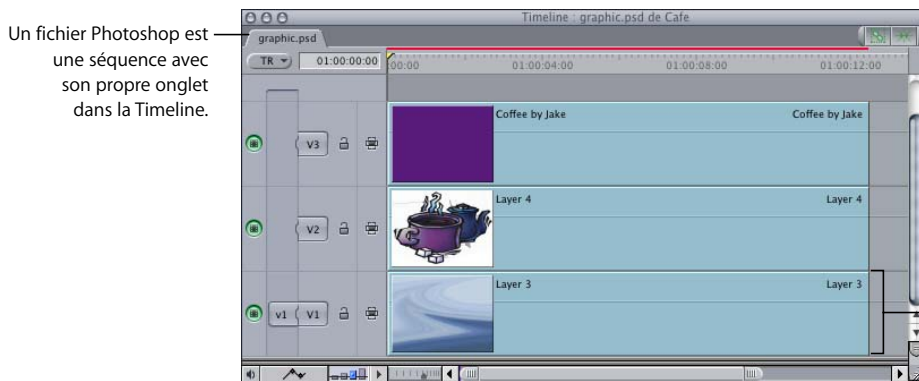 Un fichier Photoshop est
une séquence avec
son propre onglet
dans la Timeline.
Timeline : graphic.psd de Cafe
graphic.psd
TR
01:00:00:00
00:00
01:00:04:00
01:00:08:00
01:00:12:00
V3
Coffee by Jake
Coffee by Jake
V2
Layer 4
Layer 4
v1
V1
Layer 3
Layer 3